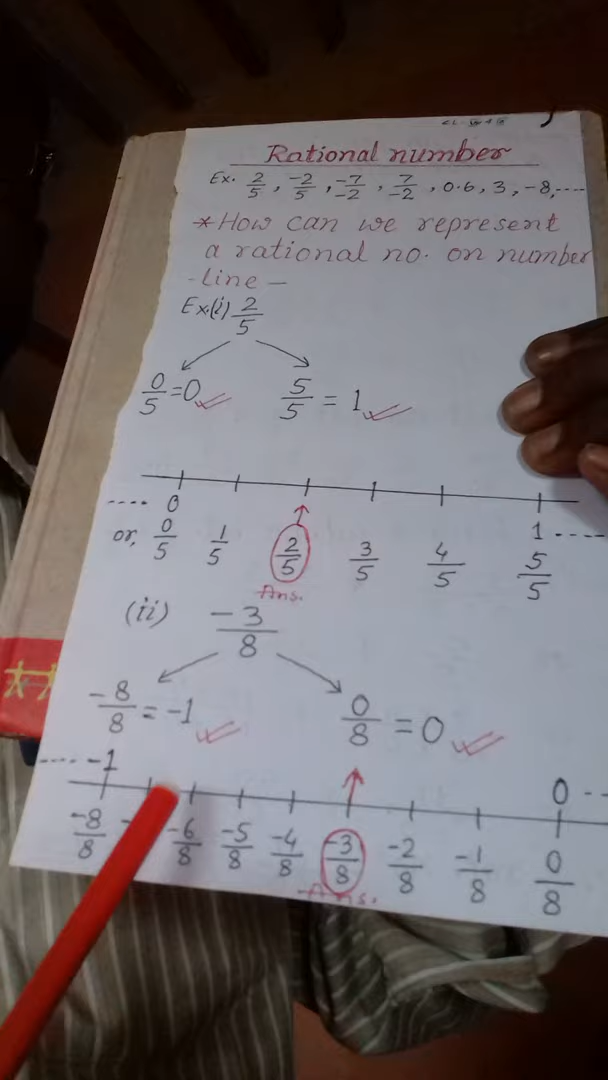 Rational number
Ex. 2/5, -2/5, -7/-2, 7/-2, 0.6, 3, -8,----
*How can we represent
a rational no. on number
-Line-
Ex.(i) 2/5
0/5=0 5/5 = 1
---- 0 1 ----
or, 0/5 1/5 2/5 3/5 4/5 5/5
Ans.
(ii) -3/8
-8/8 = -1 0/8 = 0
---- -1 0 --
-8/8 -6/8 -5/8 -4/8 -3/8 -2/8 -1/8 0/8
Ans.